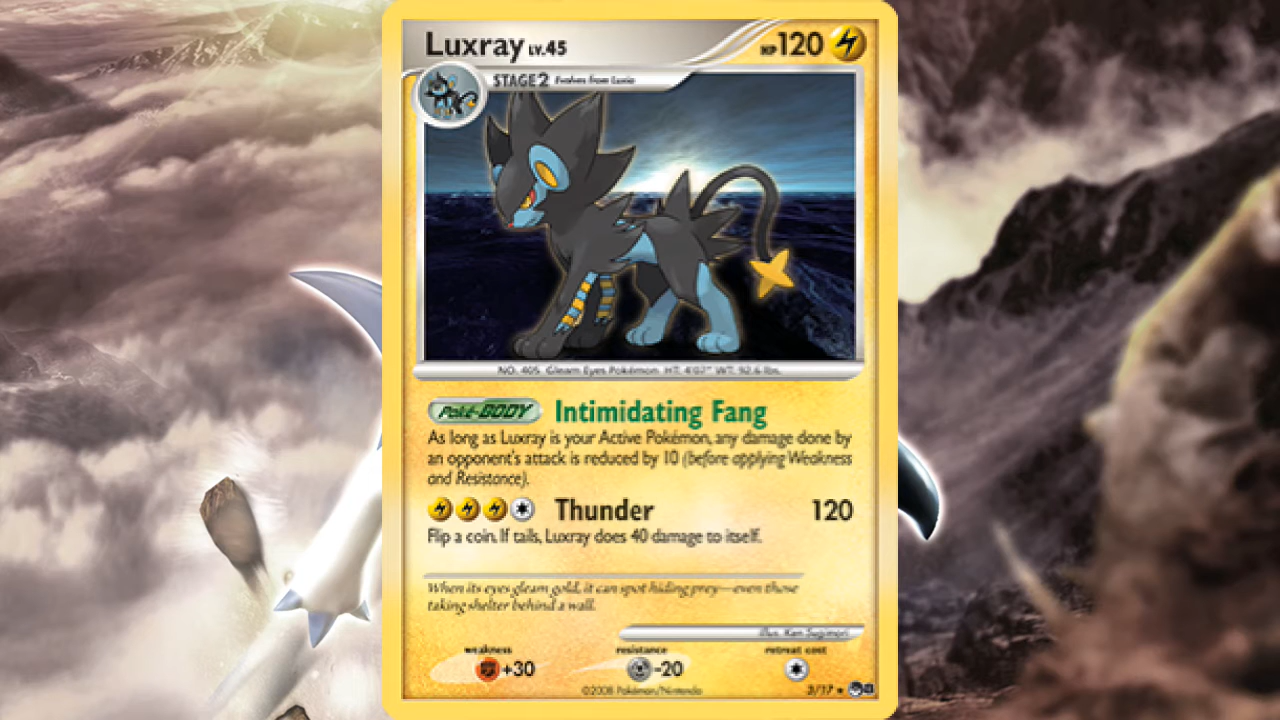 Luxray LV.45
HP 120
STAGE 2 Evolves from Luxio
NO. 405 Gleam Eyes Pokémon HT: 4'07" WT: 92.6 lbs.
Poké-BODY Intimidating Fang
As long as Luxray is your Active Pokémon, any damage done by
an opponent's attack is reduced by 10 (before applying Weakness
and Resistance).
Thunder 120
Flip a coin. If tails, Luxray does 40 damage to itself.
When its eyes gleam gold, it can spot hiding prey—even those
taking shelter behind a wall.
Illus. Ken Sugimori
weakness resistance retreat cost
+30 -20
©2008 Pokémon/Nintendo 3/17 ★